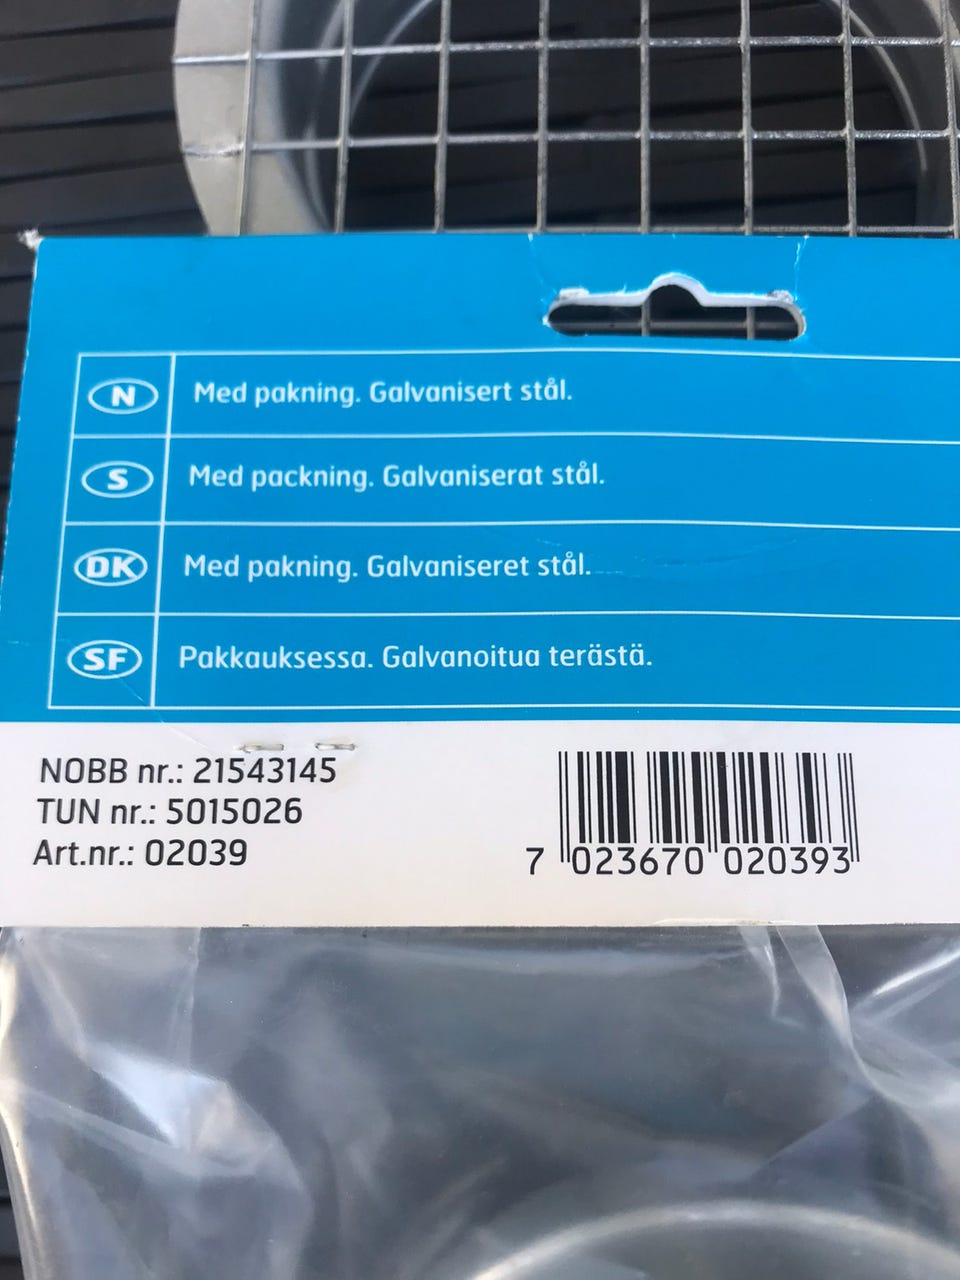 N Med pakning. Galvanisert stål.
S Med packning. Galvaniserat stål.
DK Med pakning. Galvaniseret stål.
SF Pakkauksessa. Galvanoitua terästä.
NOBB nr.: 21543145
TUN nr.: 5015026
Art.nr.: 02039
7 023670 020393